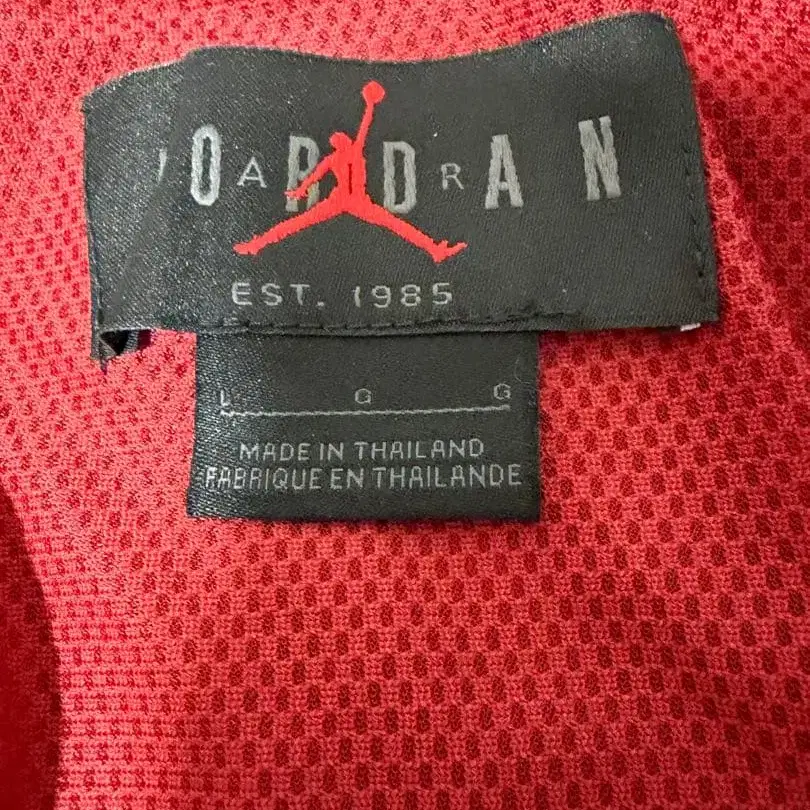 JORDAN
A R
EST. 1985
L G G
MADE IN THAILAND
FABRIQUE EN THAILANDE